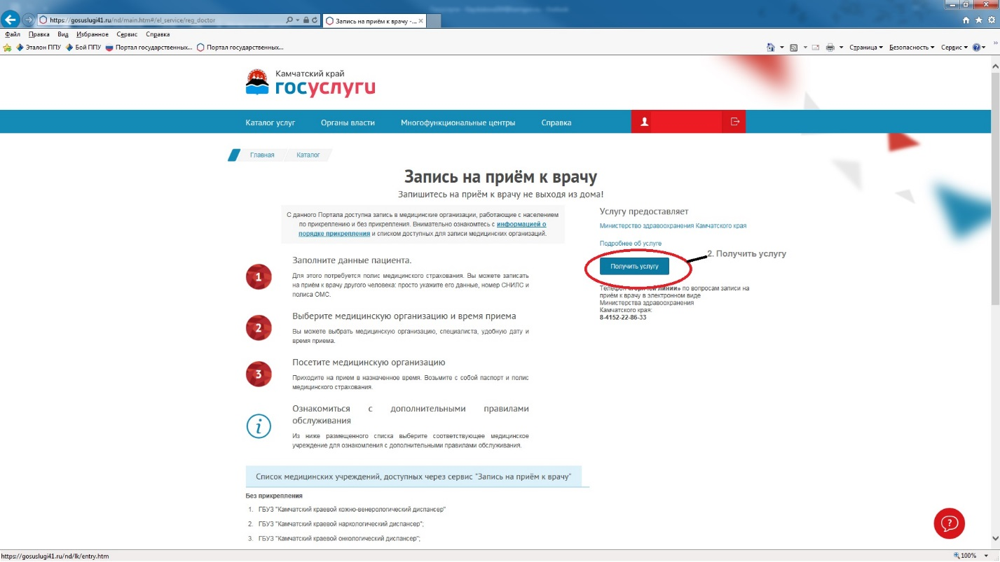 https://gosuslugi41.ru/nd/main.htm#/el_service/reg_doctor
Запись на приём к врачу -...
Файл Правка Вид Избранное Сервис Справка
Эталон ППУ Бой ППУ Портал государственных... Портал государственных...
Страница Безопасность Сервис
Камчатский край
госуслуги
Каталог услуг Органы власти Многофункциональные центры Справка
Главная Каталог
Запись на приём к врачу
Запишитесь на приём к врачу не выходя из дома!
С данного Портала доступна запись в медицинские организации, работающие с населением
по прикреплению и без прикрепления. Внимательно ознакомтесь с информацией о
порядке прикрепления и списком доступных для записи медицинских организаций.
1
Заполните данные пациента.
Для этого потребуется полис медицинского страхования. Вы можете записать
на приём к врачу другого человека: просто укажите его данные, номер СНИЛС и
полиса ОМС.
2
Выберите медицинскую организацию и время приема
Вы можете выбрать медицинскую организацию, специалиста, удобную дату и
время приема.
3
Посетите медицинскую организацию
Приходите на прием в назначенное время. Возьмите с собой паспорт и полис
медицинского страхования.
i
Ознакомиться с дополнительными правилами
обслуживания
Из ниже размещенного списка выберите соответствующее медицинское
учреждение для ознакомления с дополнительными правилами обслуживания.
Услугу предоставляет
Министерство здравоохранения Камчатского края
Подробнее об услуге
Получить услугу
2. Получить услугу
Телефон «горячей линии» по вопросам записи на
приём к врачу в электронном виде
Министерства здравоохранения
Камчатского края:
8-4152-22-86-33
Список медицинских учреждений, доступных через сервис "Запись на приём к врачу"
Без прикрепления
1. ГБУЗ "Камчатский краевой кожно-венерологический диспансер"
2. ГБУЗ "Камчатский краевой наркологический диспансер";
3. ГБУЗ "Камчатский краевой онкологический диспансер";
?
https://gosuslugi41.ru/nd/lk/entry.htm
100%